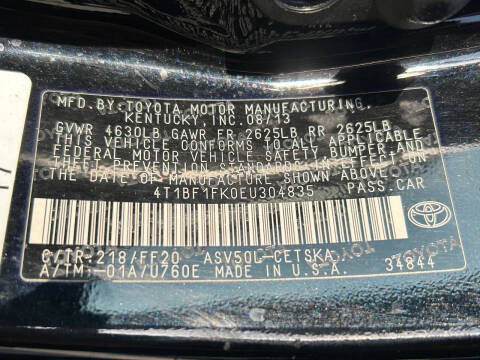 MFD.BY:TOYOTA MOTOR MANUFACTURING,
KENTUCKY, INC. 08/13
GVWR 4630LB GAWR FR 2625LB RR 2625LB
THIS VEHICLE CONFORMS TO ALL APPLICABLE
FEDERAL MOTOR VEHICLE SAFETY BUMPER, AND
THEFT PREVENTION STANDARDS IN EFFECT ON
THE DATE OF MANUFACTURE SHOWN ABOVE.
4T1BF1FK0EU304835 PASS.CAR
C/TR:218/FF20 ASV50L-CETSKA
A/TM:-01A/U760E MADE IN U.S.A. 34844
TOYOTA